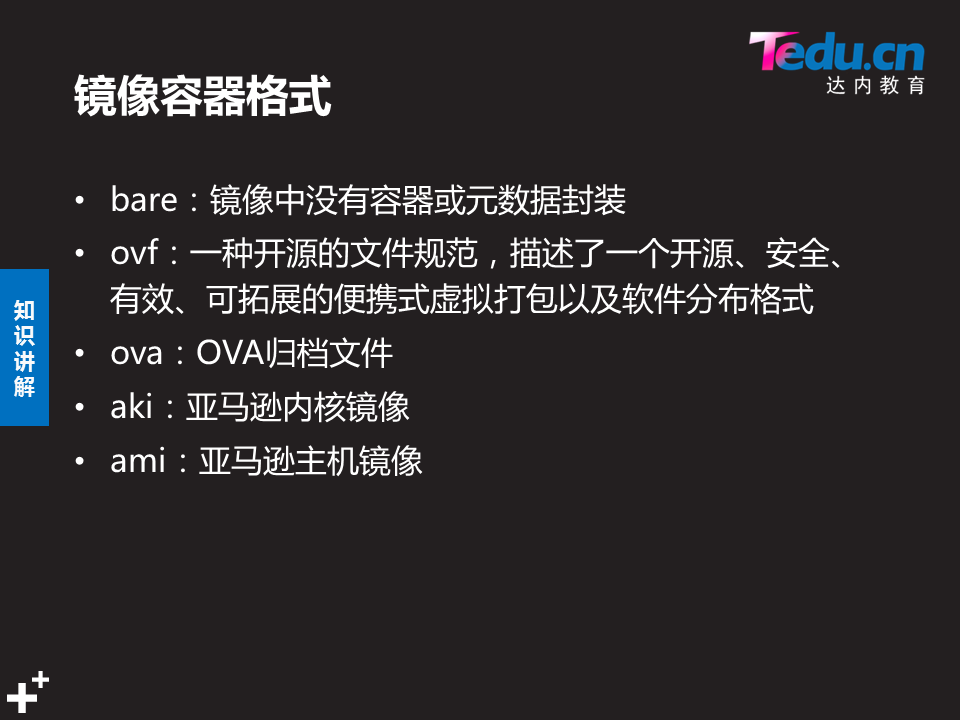 Tedu.cn
达内教育
镜像容器格式
• bare：镜像中没有容器或元数据封装
• ovf：一种开源的文件规范，描述了一个开源、安全、
有效、可拓展的便携式虚拟打包以及软件分布格式
• ova：OVA归档文件
• aki：亚马逊内核镜像
• ami：亚马逊主机镜像
知
识
讲
解